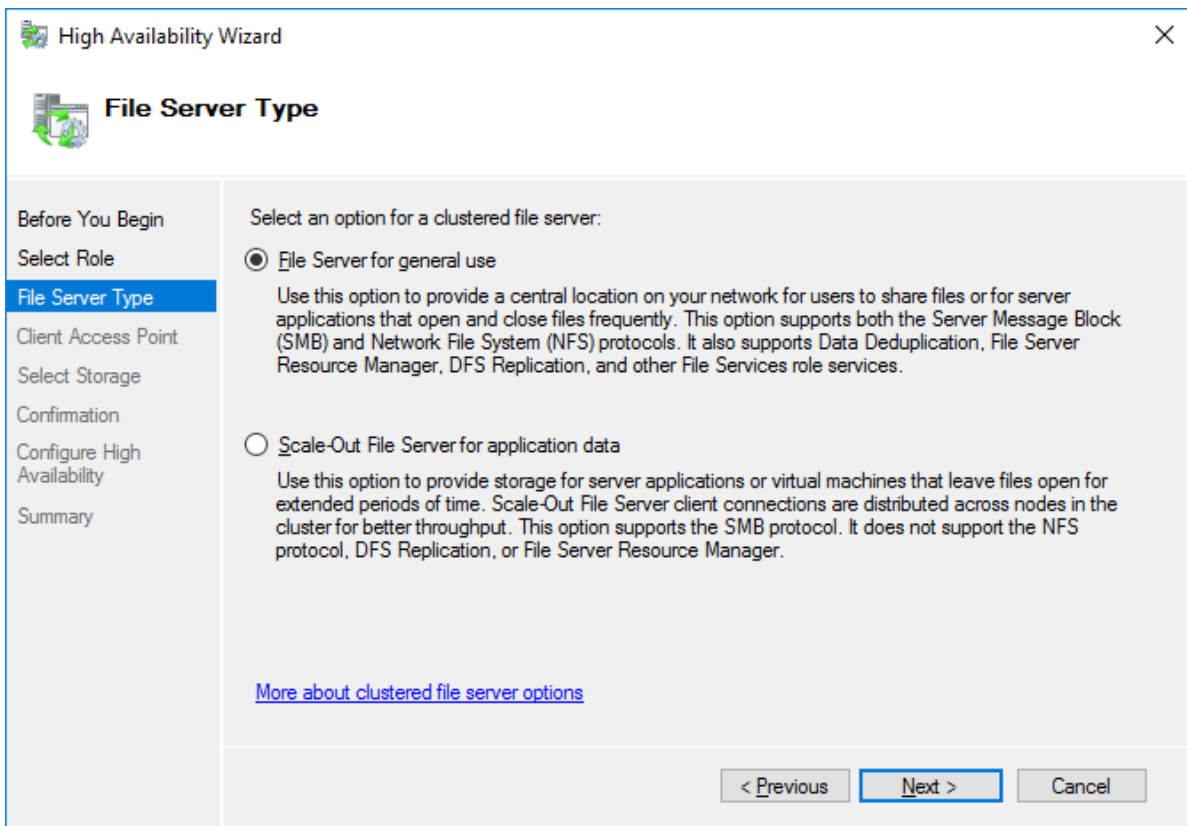 High Availability Wizard
File Server Type
Before You Begin
Select Role
File Server Type
Client Access Point
Select Storage
Confirmation
Configure High
Availability
Summary
Select an option for a clustered file server:
File Server for general use
Use this option to provide a central location on your network for users to share files or for server
applications that open and close files frequently. This option supports both the Server Message Block
(SMB) and Network File System (NFS) protocols. It also supports Data Deduplication, File Server
Resource Manager, DFS Replication, and other File Services role services.
Scale-Out File Server for application data
Use this option to provide storage for server applications or virtual machines that leave files open for
extended periods of time. Scale-Out File Server client connections are distributed across nodes in the
cluster for better throughput. This option supports the SMB protocol. It does not support the NFS
protocol, DFS Replication, or File Server Resource Manager.
More about clustered file server options
< Previous
Next >
Cancel